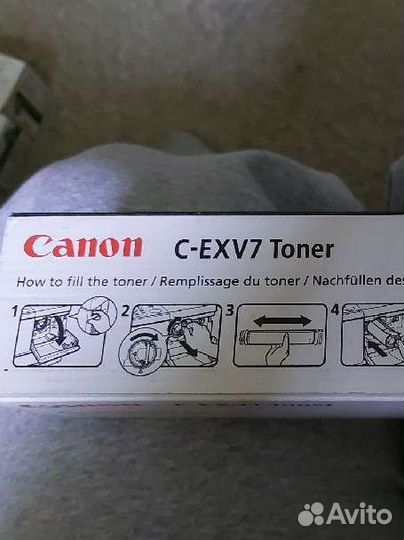 Canon C-EXV7 Toner
How to fill the toner / Remplissage du toner / Nachfüllen des
1 2 3 4
Canon C-EXV7 Toner
Avito